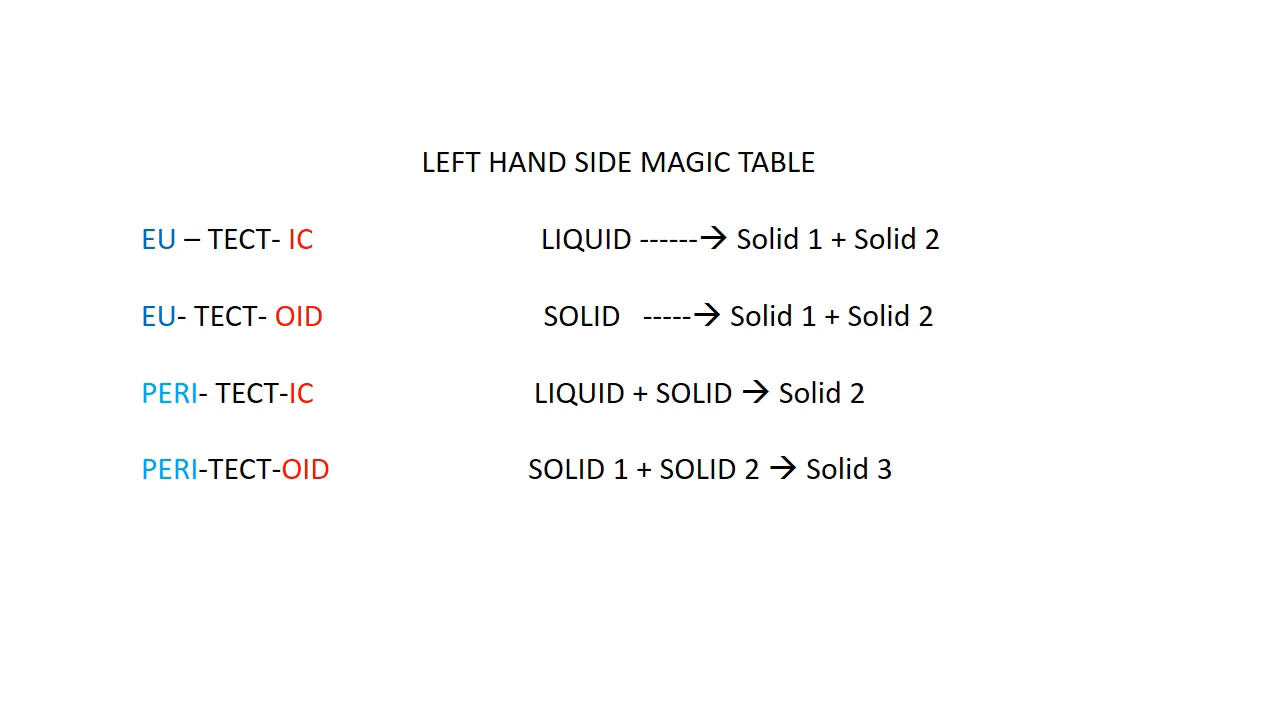 LEFT HAND SIDE MAGIC TABLE
EU – TECT- IC LIQUID ------→ Solid 1 + Solid 2
EU- TECT- OID SOLID -----→ Solid 1 + Solid 2
PERI- TECT-IC LIQUID + SOLID → Solid 2
PERI-TECT-OID SOLID 1 + SOLID 2 → Solid 3